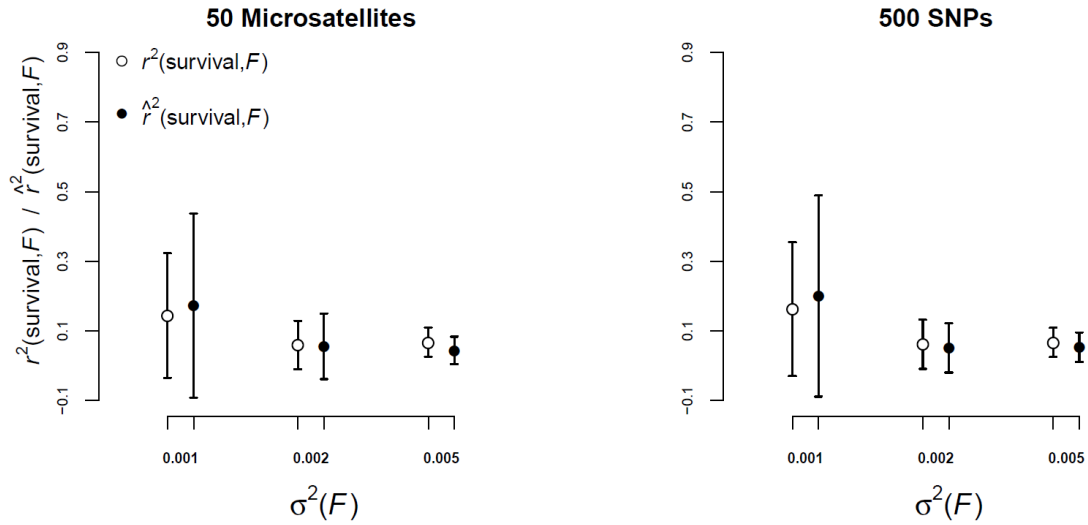 50 Microsatellites
r²(survival,F)
r̂²(survival,F)
r²(survival,F) / r̂²(survival,F)
0.9
0.7
0.5
0.3
0.1
−0.1
0.001 0.002 0.005
σ²(F)
500 SNPs
0.9
0.7
0.5
0.3
0.1
−0.1
0.001 0.002 0.005
σ²(F)